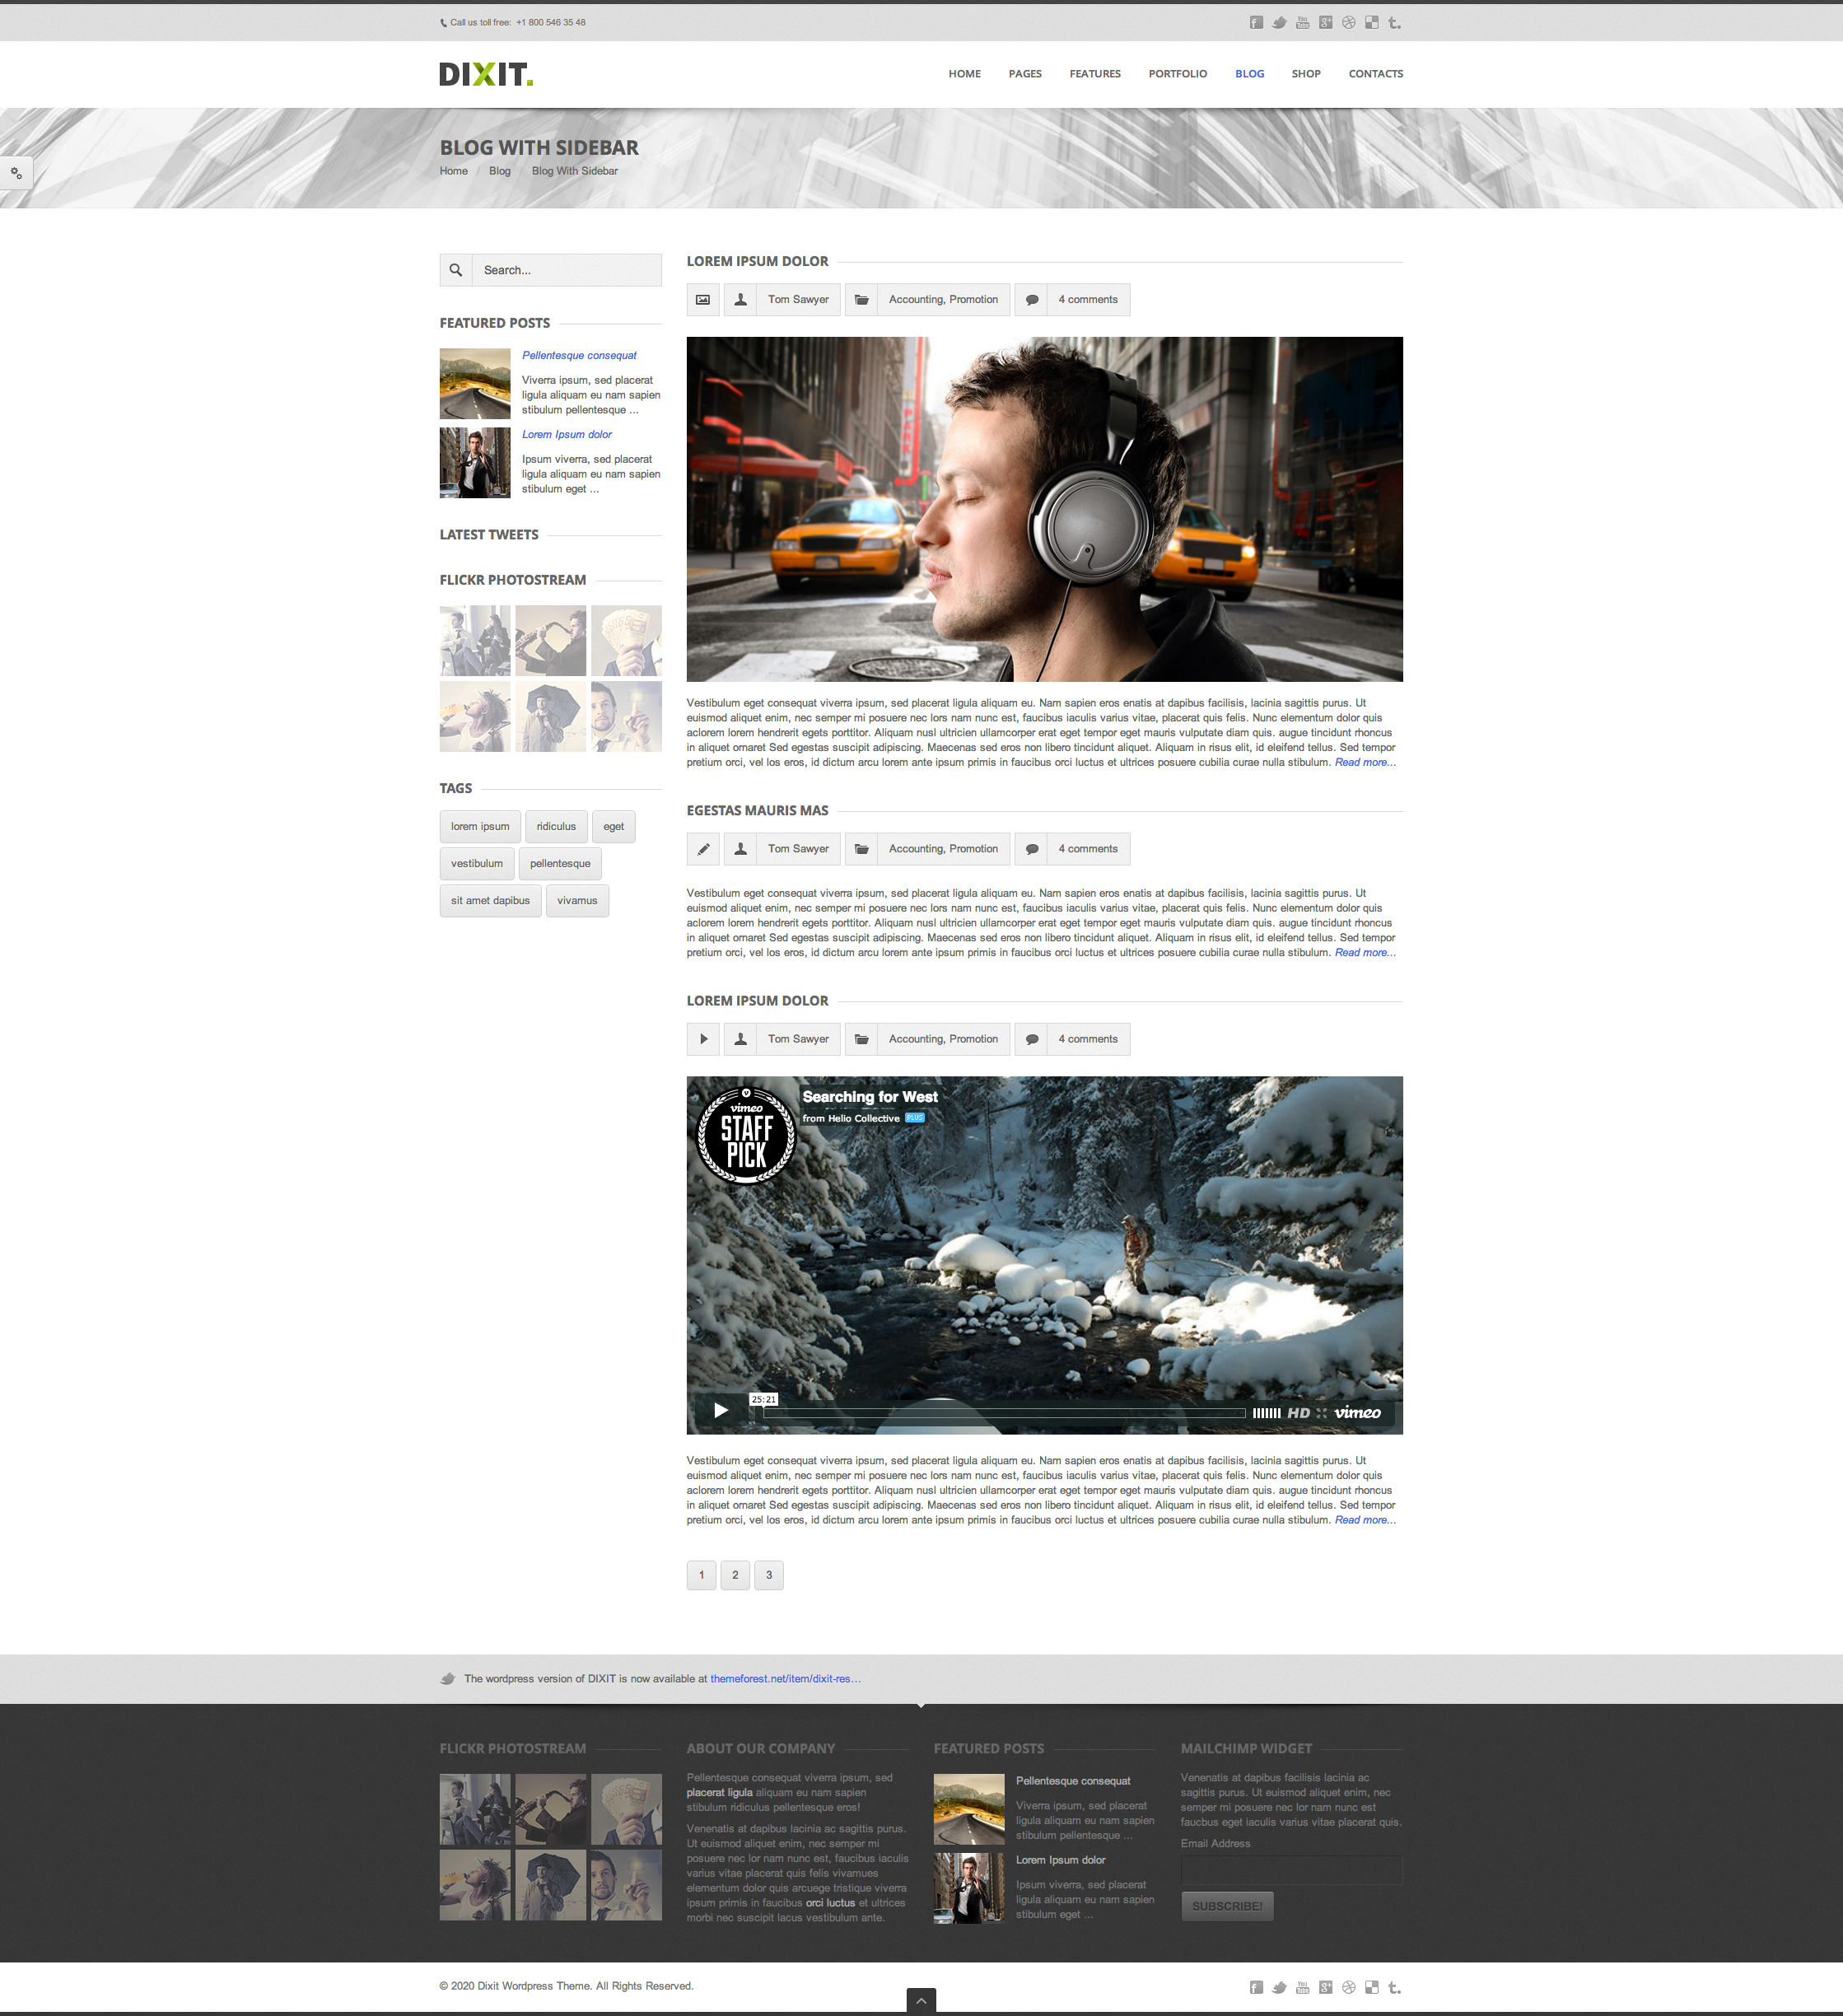 Call us toll free: +1 800 546 35 48
DIXIT.
HOME PAGES FEATURES PORTFOLIO BLOG SHOP CONTACTS
BLOG WITH SIDEBAR
Home / Blog / Blog With Sidebar
Search...
FEATURED POSTS
Pellentesque consequat
Viverra ipsum, sed placerat
ligula aliquam eu nam sapien
stibulum pellentesque ...
Lorem Ipsum dolor
Ipsum viverra, sed placerat
ligula aliquam eu nam sapien
stibulum eget ...
LATEST TWEETS
FLICKR PHOTOSTREAM
TAGS
lorem ipsum ridiculus eget
vestibulum pellentesque
sit amet dapibus vivamus
LOREM IPSUM DOLOR
Tom Sawyer Accounting, Promotion 4 comments
PARK
Vestibulum eget consequat viverra ipsum, sed placerat ligula aliquam eu. Nam sapien eros enatis at dapibus facilisis, lacinia sagittis purus. Ut
euismod aliquet enim, nec semper mi posuere nec lors nam nunc est, faucibus iaculis varius vitae, placerat quis felis. Nunc elementum dolor quis
aclorem lorem hendrerit egets porttitor. Aliquam nusl ultricien ullamcorper erat eget tempor eget mauris vulputate diam quis. augue tincidunt rhoncus
in aliquet ornaret Sed egestas suscipit adipiscing. Maecenas sed eros non libero tincidunt aliquet. Aliquam in risus elit, id eleifend tellus. Sed tempor
pretium orci, vel los eros, id dictum arcu lorem ante ipsum primis in faucibus orci luctus et ultrices posuere cubilia curae nulla stibulum. Read more...
EGESTAS MAURIS MAS
Tom Sawyer Accounting, Promotion 4 comments
Vestibulum eget consequat viverra ipsum, sed placerat ligula aliquam eu. Nam sapien eros enatis at dapibus facilisis, lacinia sagittis purus. Ut
euismod aliquet enim, nec semper mi posuere nec lors nam nunc est, faucibus iaculis varius vitae, placerat quis felis. Nunc elementum dolor quis
aclorem lorem hendrerit egets porttitor. Aliquam nusl ultricien ullamcorper erat eget tempor eget mauris vulputate diam quis. augue tincidunt rhoncus
in aliquet ornaret Sed egestas suscipit adipiscing. Maecenas sed eros non libero tincidunt aliquet. Aliquam in risus elit, id eleifend tellus. Sed tempor
pretium orci, vel los eros, id dictum arcu lorem ante ipsum primis in faucibus orci luctus et ultrices posuere cubilia curae nulla stibulum. Read more...
LOREM IPSUM DOLOR
Tom Sawyer Accounting, Promotion 4 comments
vimeo
STAFF
PICK
Searching for West
from Helio Collective PLUS
25:21
HD vimeo
Vestibulum eget consequat viverra ipsum, sed placerat ligula aliquam eu. Nam sapien eros enatis at dapibus facilisis, lacinia sagittis purus. Ut
euismod aliquet enim, nec semper mi posuere nec lors nam nunc est, faucibus iaculis varius vitae, placerat quis felis. Nunc elementum dolor quis
aclorem lorem hendrerit egets porttitor. Aliquam nusl ultricien ullamcorper erat eget tempor eget mauris vulputate diam quis. augue tincidunt rhoncus
in aliquet ornaret Sed egestas suscipit adipiscing. Maecenas sed eros non libero tincidunt aliquet. Aliquam in risus elit, id eleifend tellus. Sed tempor
pretium orci, vel los eros, id dictum arcu lorem ante ipsum primis in faucibus orci luctus et ultrices posuere cubilia curae nulla stibulum. Read more...
1 2 3
The wordpress version of DIXIT is now available at themeforest.net/item/dixit-res…
FLICKR PHOTOSTREAM
ABOUT OUR COMPANY
Pellentesque consequat viverra ipsum, sed
placerat ligula aliquam eu nam sapien
stibulum ridiculus pellentesque eros!
Venenatis at dapibus lacinia ac sagittis purus.
Ut euismod aliquet enim, nec semper mi
posuere nec lor nam nunc est, faucibus iaculis
varius vitae placerat quis felis vivamues
elementum dolor quis arcuege tristique viverra
ipsum primis in faucibus orci luctus et ultrices
morbi nec suscipit lacus vestibulum ante.
FEATURED POSTS
Pellentesque consequat
Viverra ipsum, sed placerat
ligula aliquam eu nam sapien
stibulum pellentesque ...
Lorem Ipsum dolor
Ipsum viverra, sed placerat
ligula aliquam eu nam sapien
stibulum eget ...
MAILCHIMP WIDGET
Venenatis at dapibus facilisis lacinia ac
sagittis purus. Ut euismod aliquet enim, nec
semper mi posuere nec lor nam nunc est
faucbus eget iaculis varius vitae placerat quis.
Email Address
SUBSCRIBE!
© 2020 Dixit Wordpress Theme. All Rights Reserved.